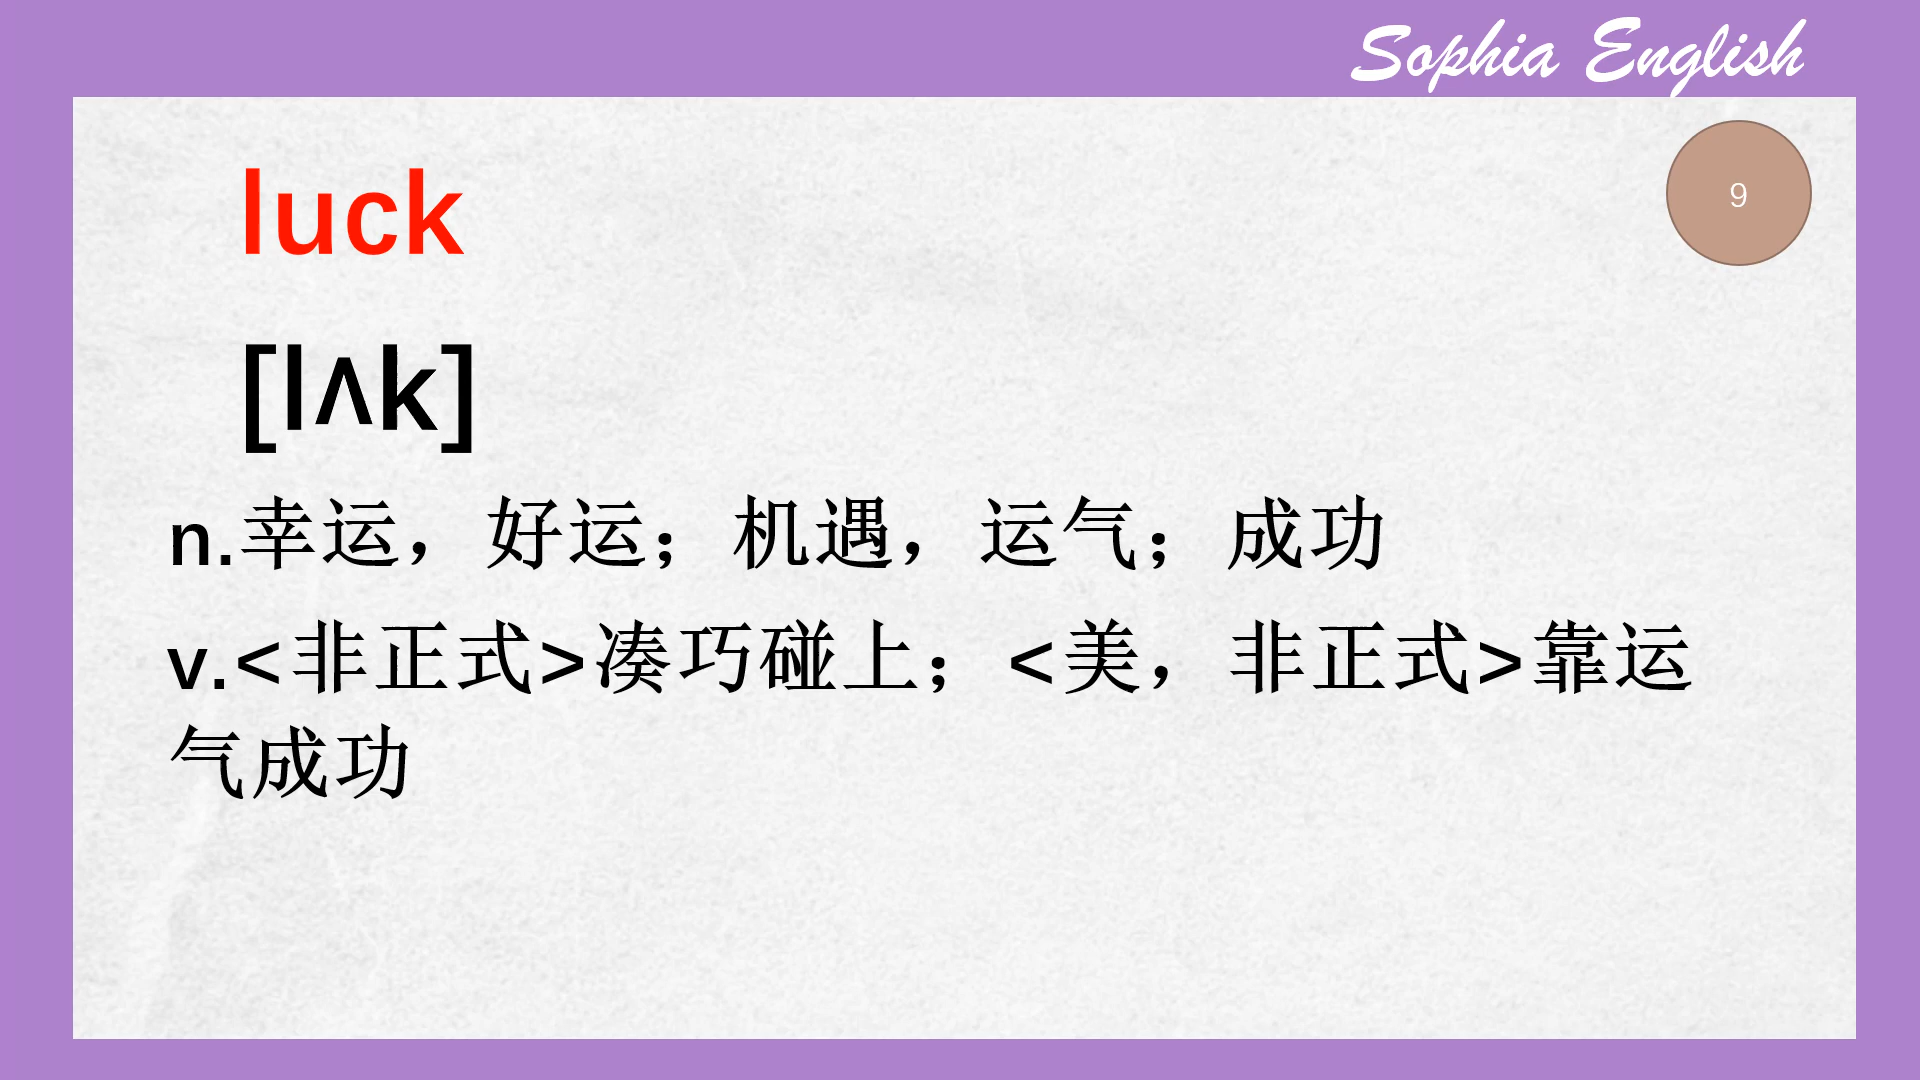 Sophia English
9
luck
[lʌk]
n.幸运，好运；机遇，运气；成功
v.<非正式>凑巧碰上；<美，非正式>靠运
气成功